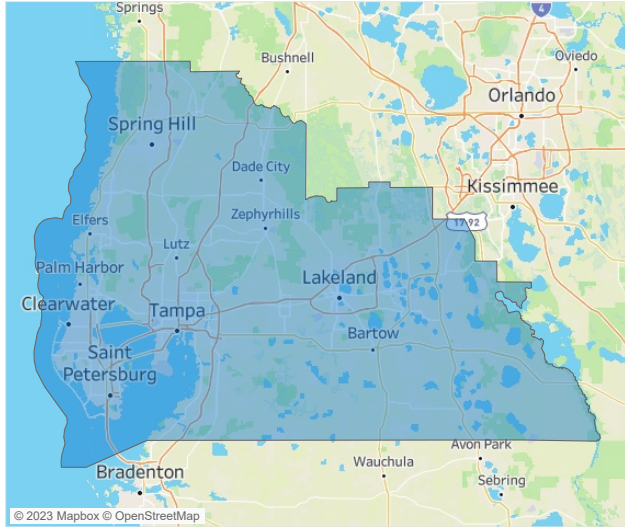 Springs
4
Bushnell
Oviedo
Orlando
Spring Hill
Dade City
Kissimmee
Zephyrhills
Elfers
17-92
Lutz
Palm Harbor
Lakeland
Clearwater
Tampa
Bartow
Saint
Petersburg
Avon Park
Wauchula
Bradenton
Sebring
© 2023 Mapbox © OpenStreetMap